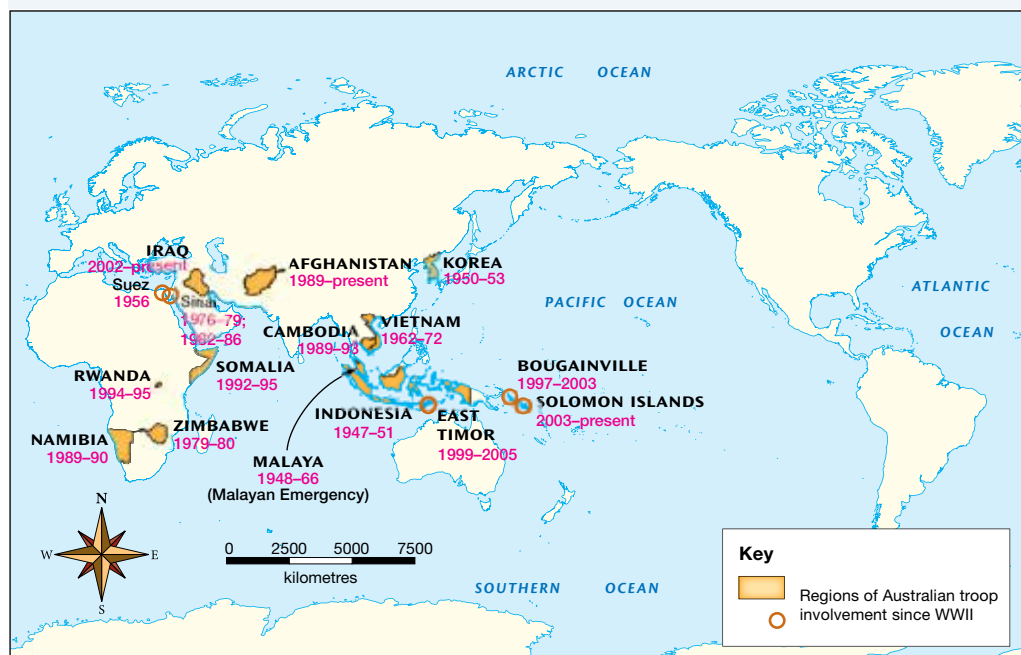 ARCTIC OCEAN
IRAQ
2002–present
Suez
1956
Sinai
1976–79;
1982–86
AFGHANISTAN
1989–present
KOREA
1950–53
PACIFIC OCEAN
ATLANTIC
OCEAN
CAMBODIA
1989–93
VIETNAM
1962–72
SOMALIA
1992–95
RWANDA
1994–95
BOUGAINVILLE
1997–2003
SOLOMON ISLANDS
2003–present
INDONESIA
1947–51
EAST
TIMOR
1999–2005
ZIMBABWE
1979–80
NAMIBIA
1989–90
MALAYA
1948–66
(Malayan Emergency)
N
W
E
S
0 2500 5000 7500
kilometres
SOUTHERN OCEAN
Key
Regions of Australian troop
involvement since WWII